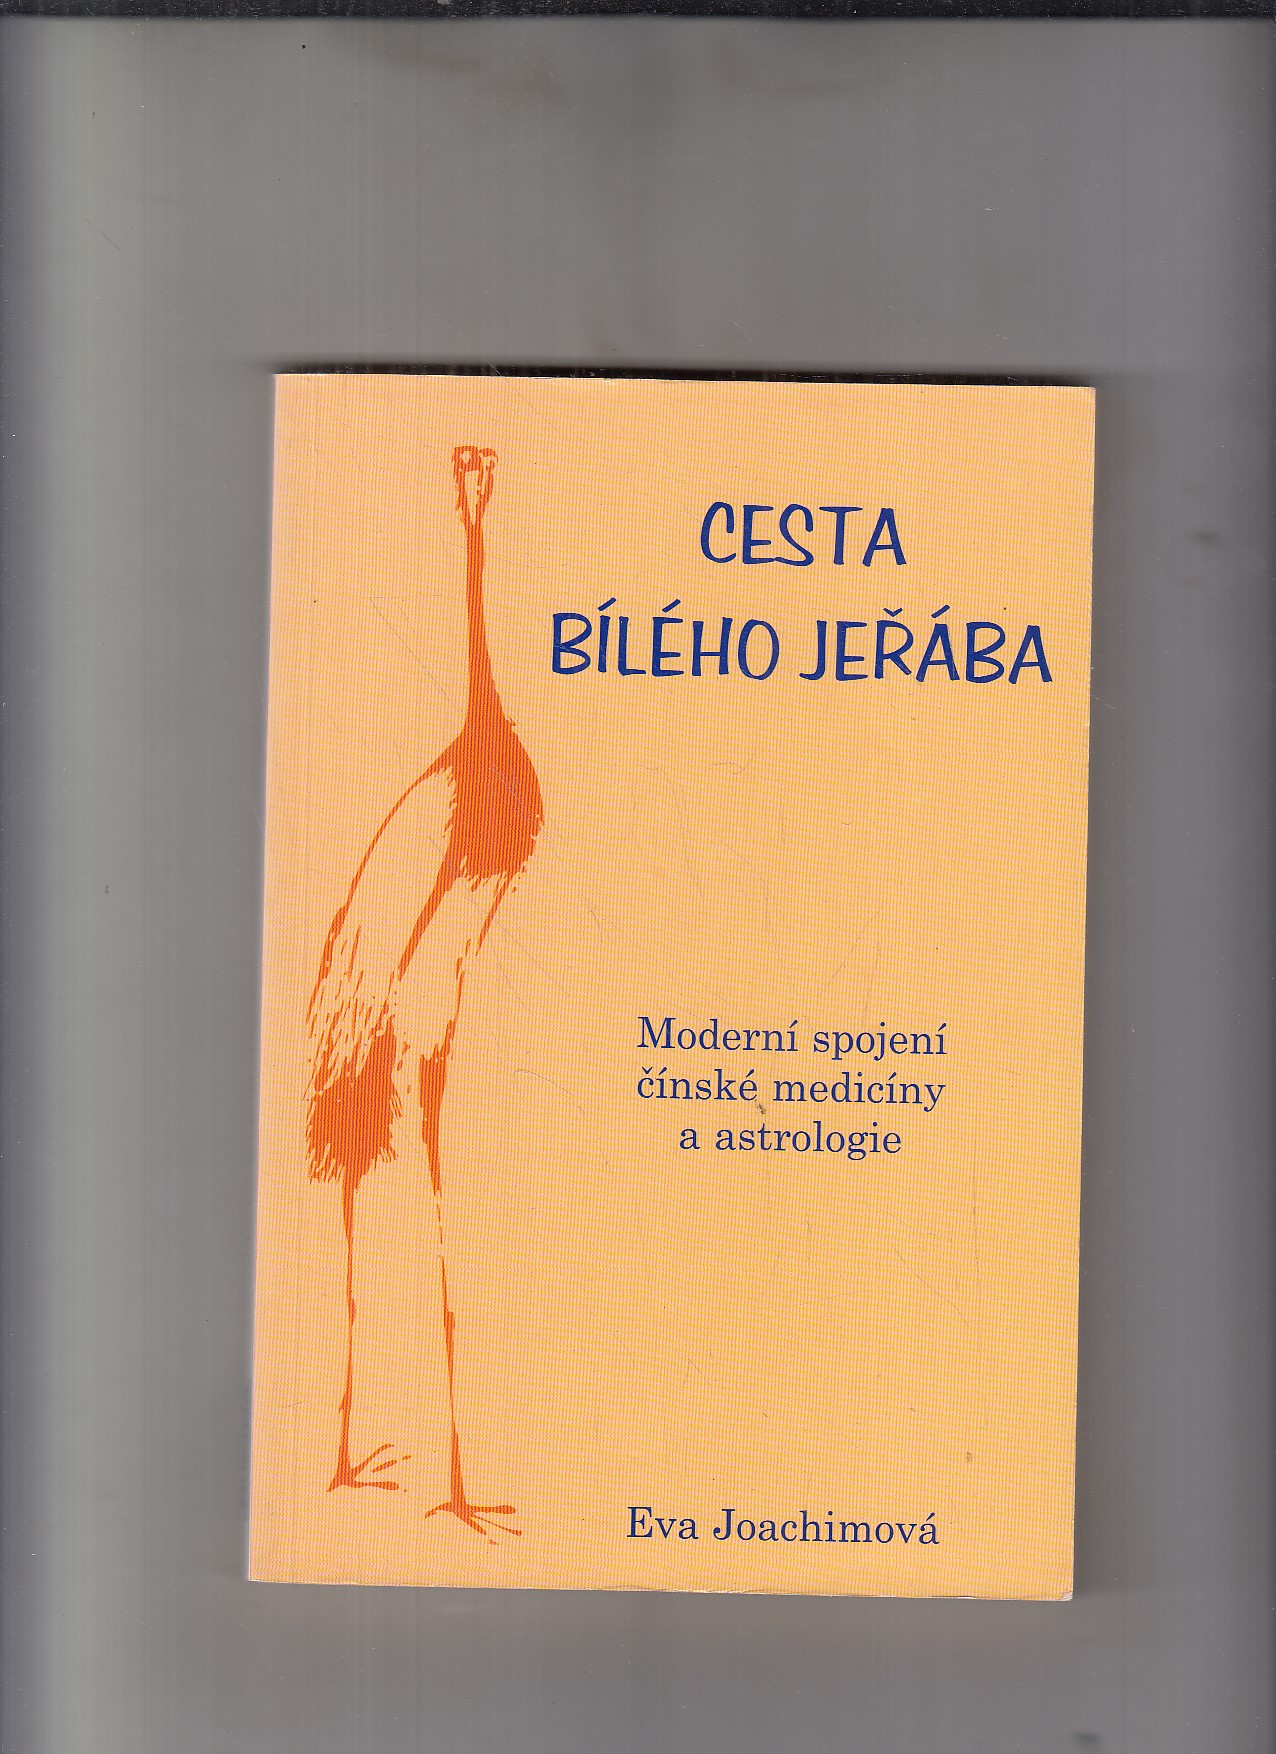 CESTA
BÍLÉHO JEŘÁBA
Moderní spojení
čínské medicíny
a astrologie
Eva Joachimová